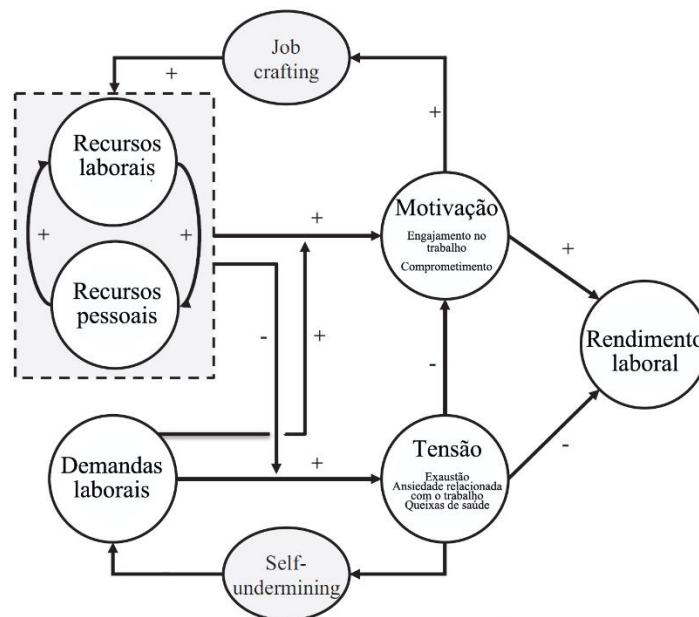 Job
crafting
+
+
Recursos
laborais
+
+
Recursos
pessoais
+
-
+
Motivação
Engajamento no
trabalho
Comprometimento
+
Rendimento
laboral
-
-
Demandas
laborais
+
Tensão
Exaustão
Ansiedade relacionada
com o trabalho
Queixas de saúde
Self-
undermining